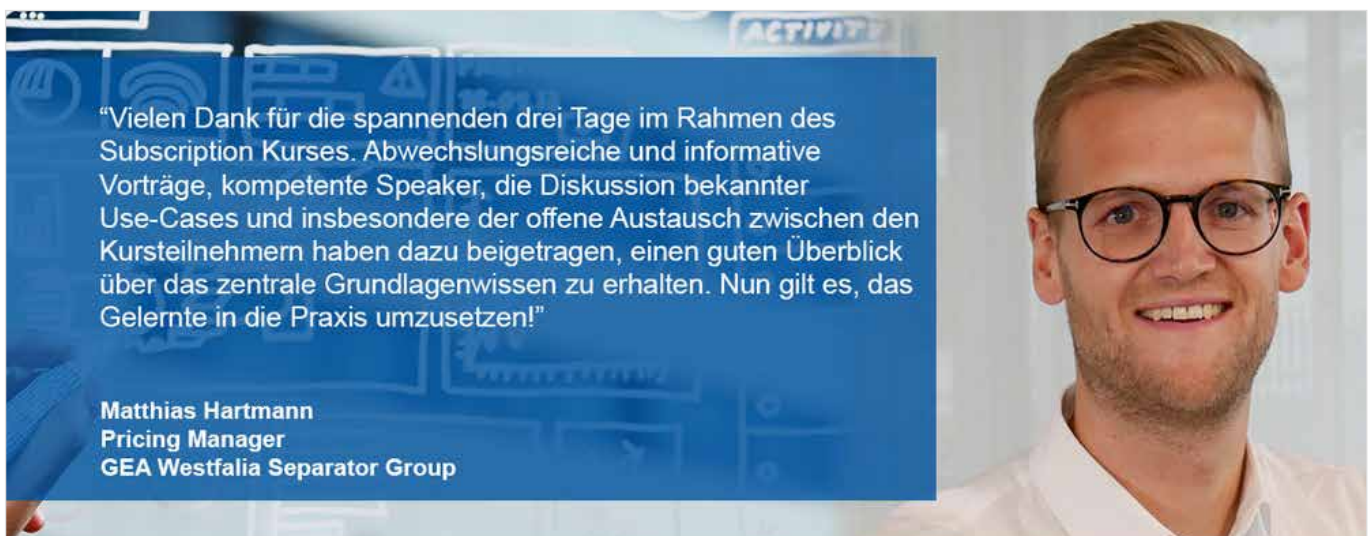 ACTIVITY
“Vielen Dank für die spannenden drei Tage im Rahmen des
Subscription Kurses. Abwechslungsreiche und informative
Vorträge, kompetente Speaker, die Diskussion bekannter
Use-Cases und insbesondere der offene Austausch zwischen den
Kursteilnehmern haben dazu beigetragen, einen guten Überblick
über das zentrale Grundlagenwissen zu erhalten. Nun gilt es, das
Gelernte in die Praxis umzusetzen!”
Matthias Hartmann
Pricing Manager
GEA Westfalia Separator Group